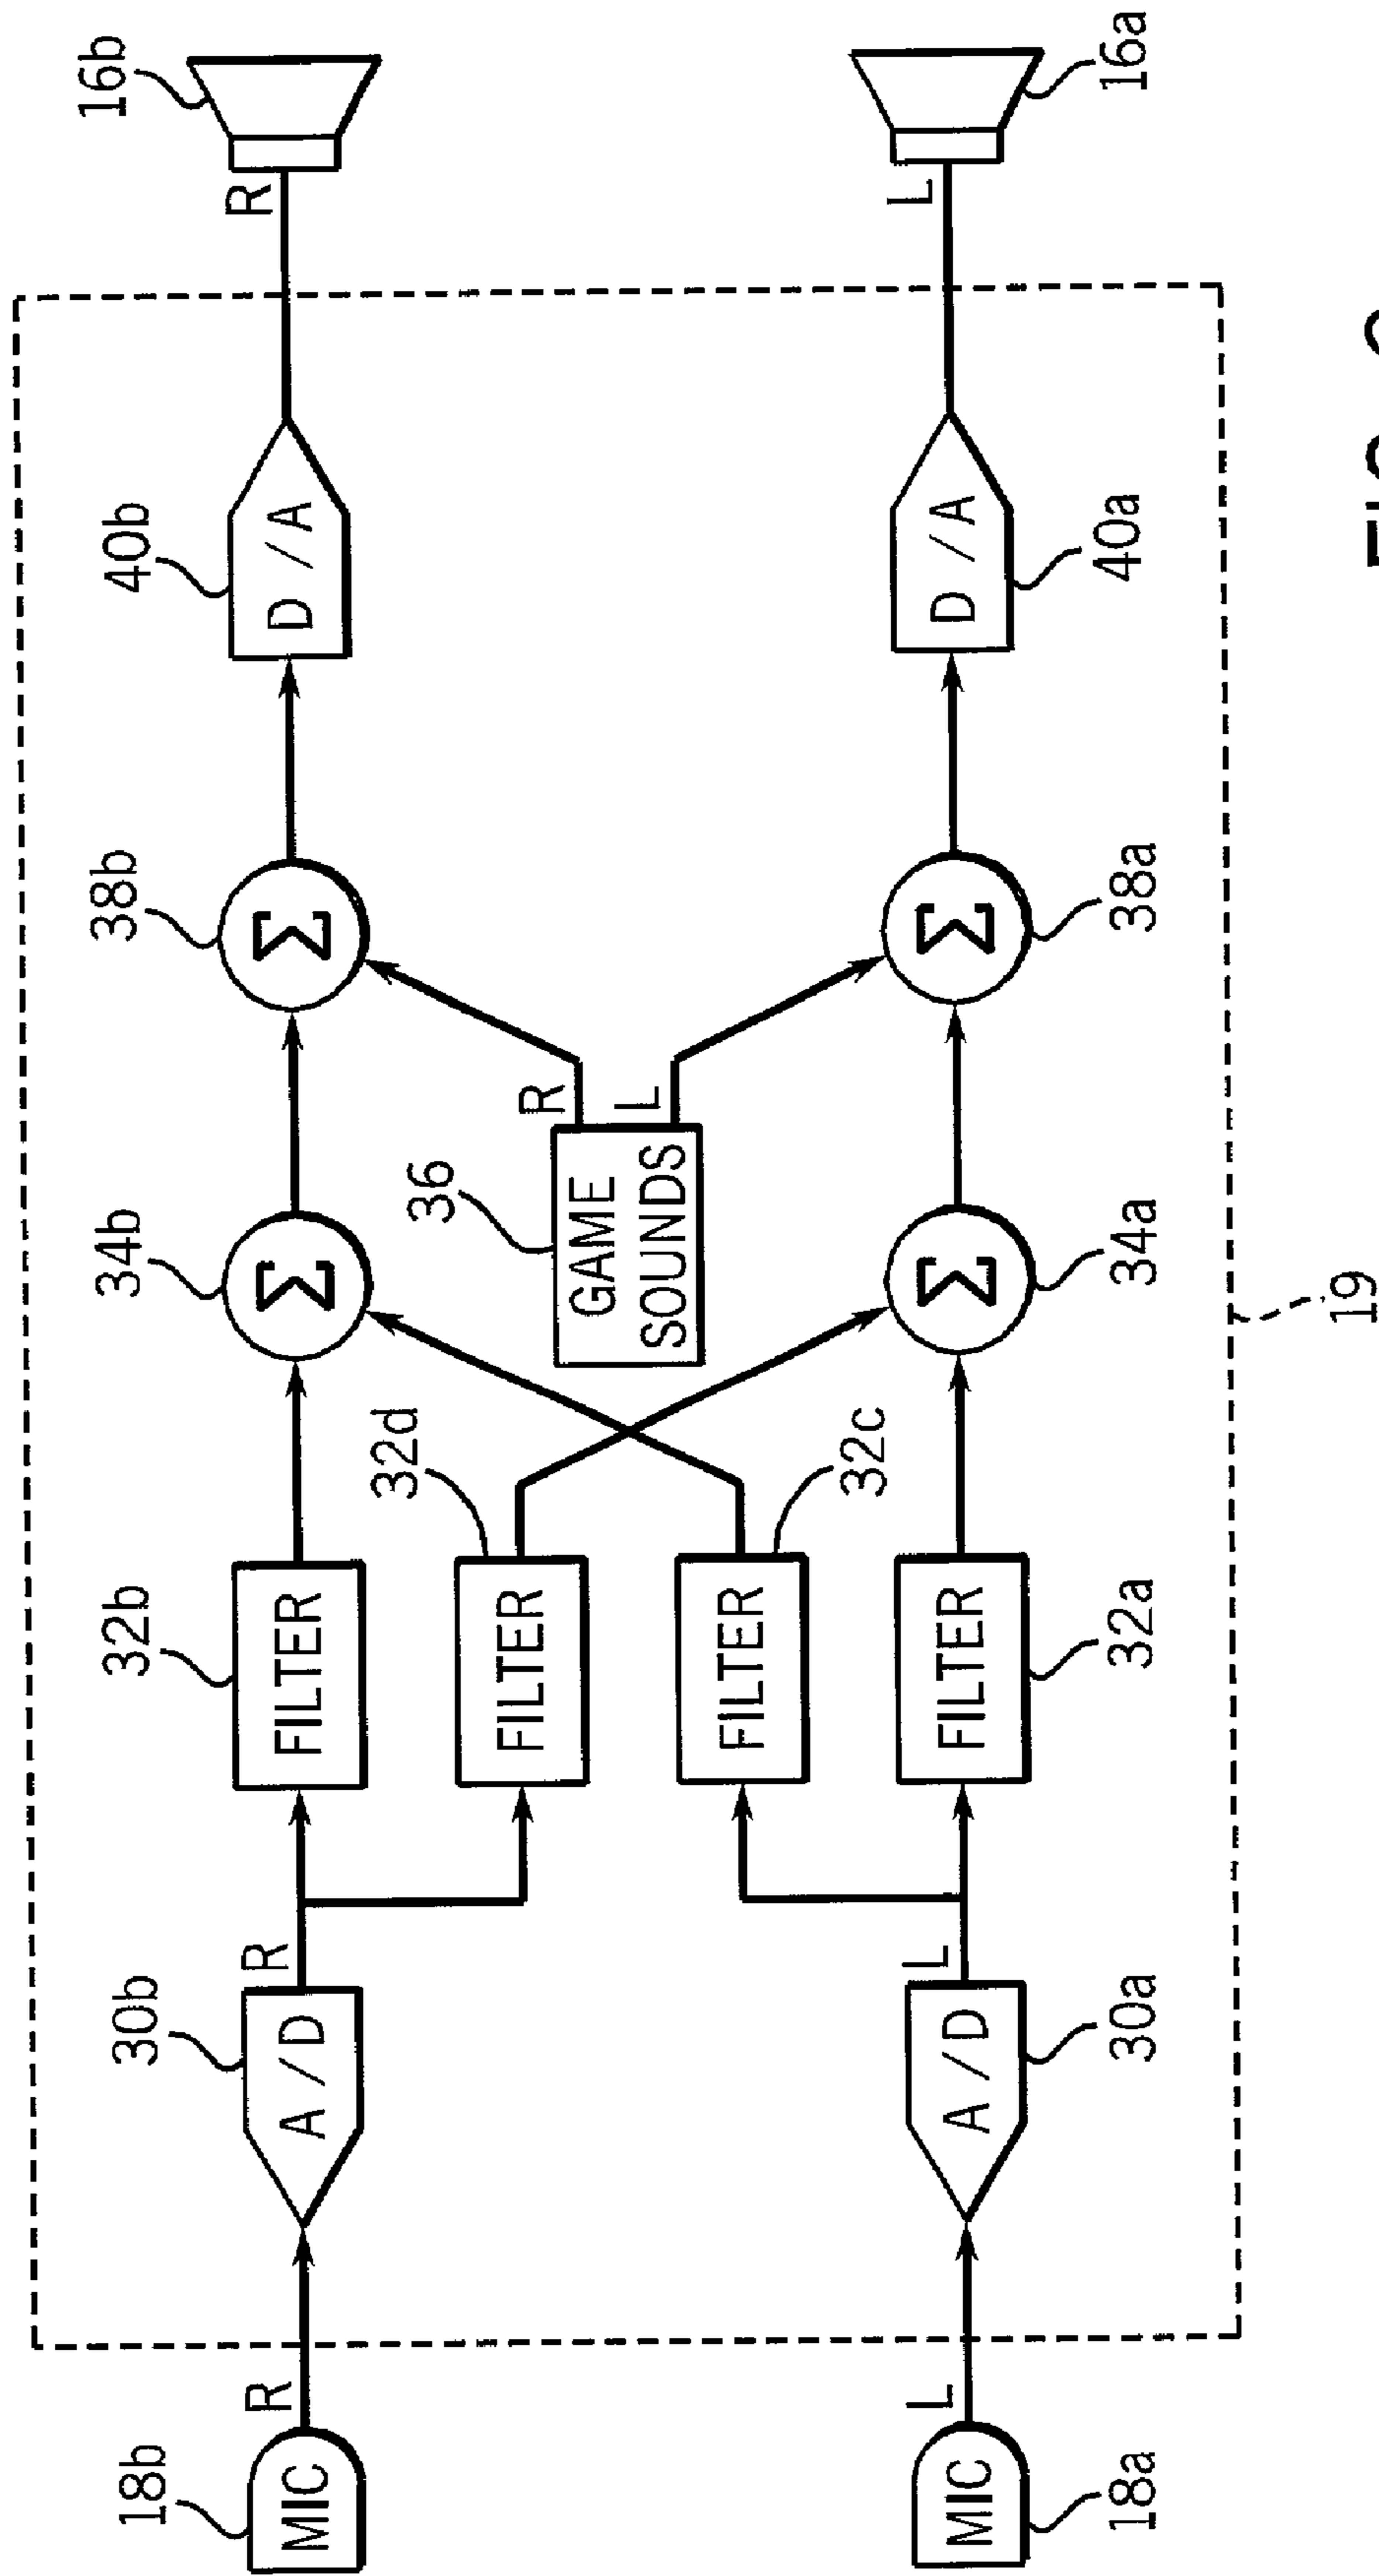 18b
MIC
R
30b
A/D
R
32b
FILTER
34b
Σ
38b
Σ
40b
D/A
R
16b
32d
FILTER
36
GAME
SOUNDS
R
L
32c
FILTER
18a
MIC
L
30a
A/D
L
32a
FILTER
34a
Σ
38a
Σ
40a
D/A
L
16a
19